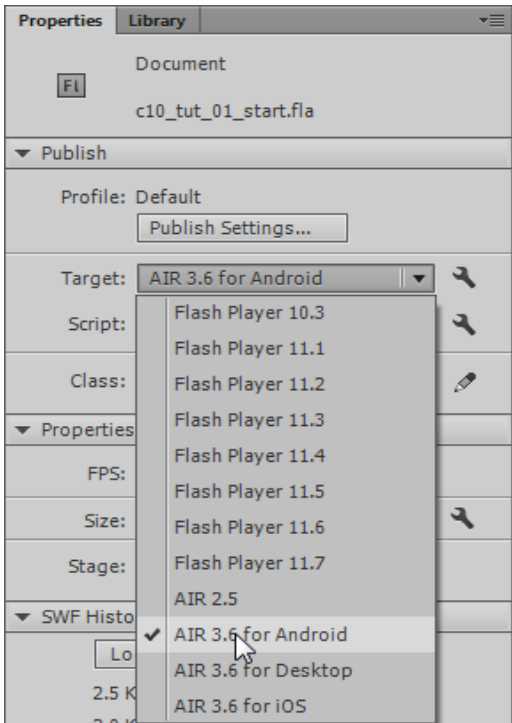 Properties Library
Document
Fl
c10_tut_01_start.fla
Publish
Profile: Default
Publish Settings...
Target: AIR 3.6 for Android
Script:
Class:
Properties
FPS:
Size:
Stage:
SWF Histo
Lo
2.5 K
Flash Player 10.3
Flash Player 11.1
Flash Player 11.2
Flash Player 11.3
Flash Player 11.4
Flash Player 11.5
Flash Player 11.6
Flash Player 11.7
AIR 2.5
AIR 3.6 for Android
AIR 3.6 for Desktop
AIR 3.6 for iOS